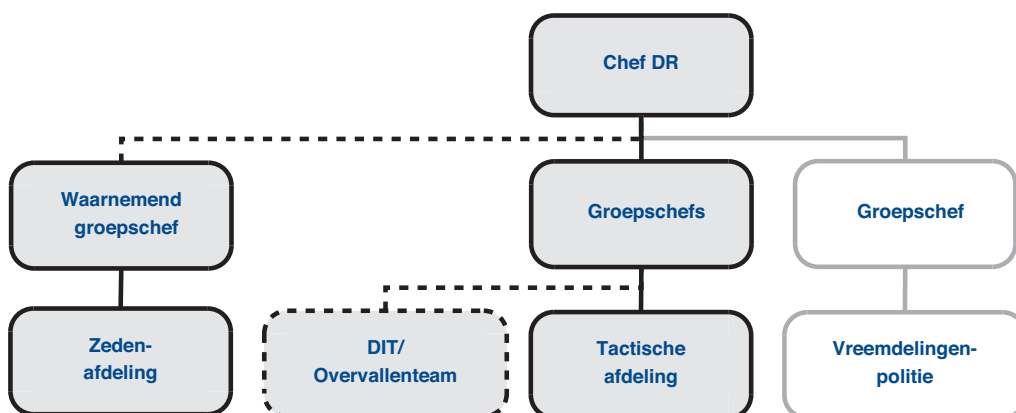 Chef DR
Waarnemend
groepschef
Groepschefs
Groepschef
Zeden-
afdeling
DIT/
Overvallenteam
Tactische
afdeling
Vreemdelingen-
politie